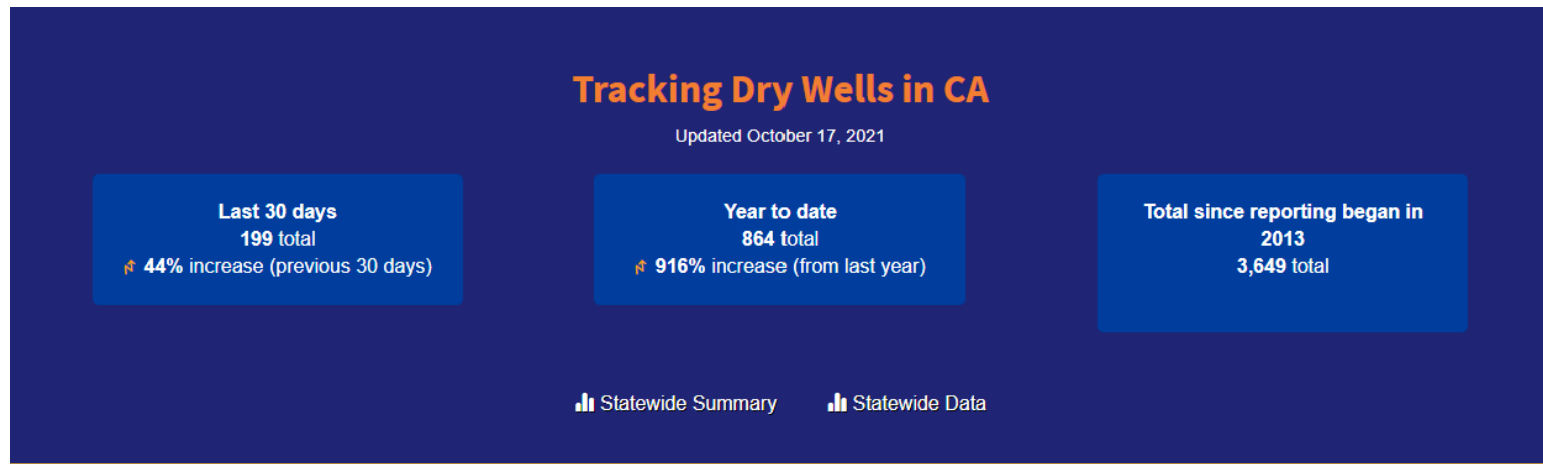 Tracking Dry Wells in CA
Updated October 17, 2021
Last 30 days
199 total
44% increase (previous 30 days)
Year to date
864 total
916% increase (from last year)
Total since reporting began in
2013
3,649 total
Statewide Summary
Statewide Data